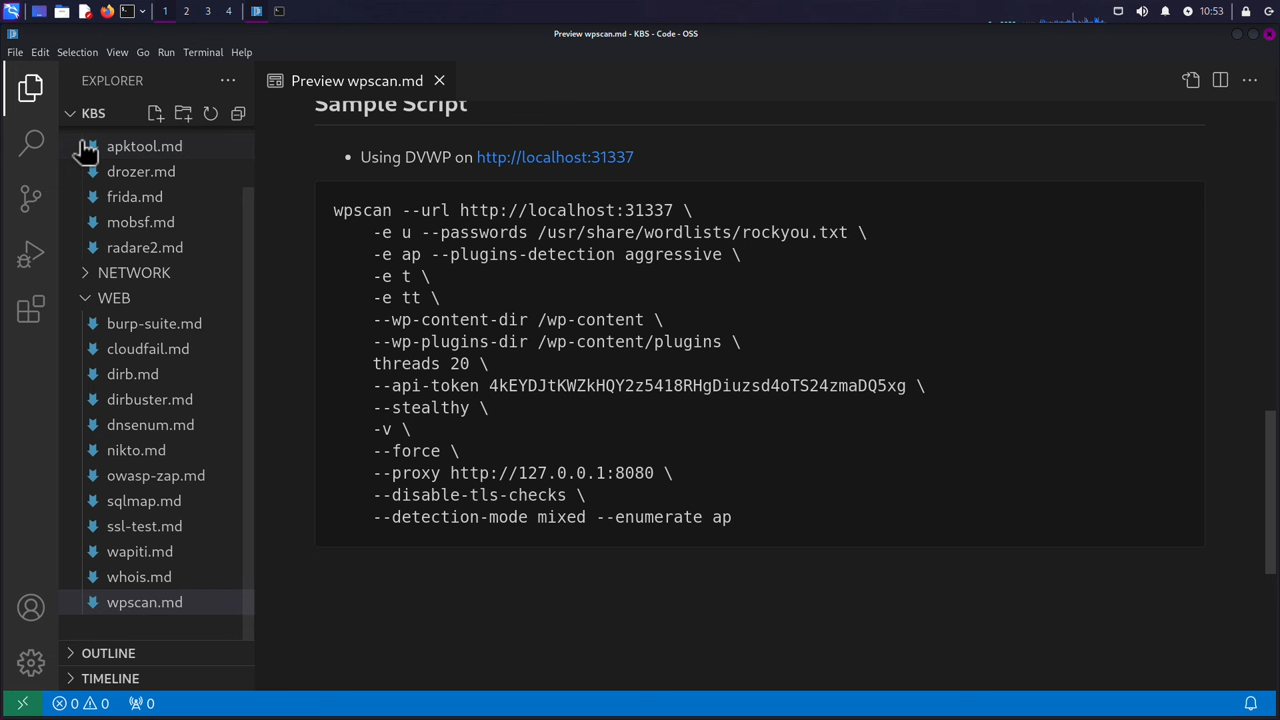 1 2 3 4
10:53
Preview wpscan.md - KBS - Code - OSS
File Edit Selection View Go Run Terminal Help
EXPLORER
Preview wpscan.md
KBS
apktool.md
drozer.md
frida.md
mobsf.md
radare2.md
NETWORK
WEB
burp-suite.md
cloudfail.md
dirb.md
dirbuster.md
dnsenum.md
nikto.md
owasp-zap.md
sqlmap.md
ssl-test.md
wapiti.md
whois.md
wpscan.md
OUTLINE
TIMELINE
Sample Script
• Using DVWP on http://localhost:31337
wpscan --url http://localhost:31337 \
-e u --passwords /usr/share/wordlists/rockyou.txt \
-e ap --plugins-detection aggressive \
-e t \
-e tt \
--wp-content-dir /wp-content \
--wp-plugins-dir /wp-content/plugins \
threads 20 \
--api-token 4kEYDJtKWZkHQY2z5418RHgDiuzsd4oTS24zmaDQ5xg \
--stealthy \
-v \
--force \
--proxy http://127.0.0.1:8080 \
--disable-tls-checks \
--detection-mode mixed --enumerate ap
0 0 0